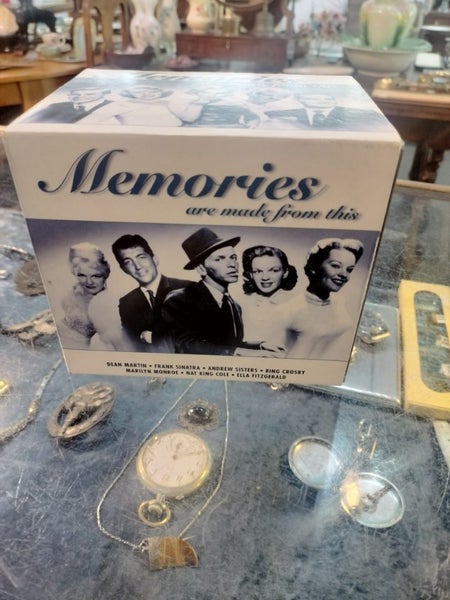 Memories
are made from this
DEAN MARTIN • FRANK SINATRA • ANDREW SISTERS • BING CROSBY
MARILYN MONROE • NAT KING COLE • ELLA FITZGERALD